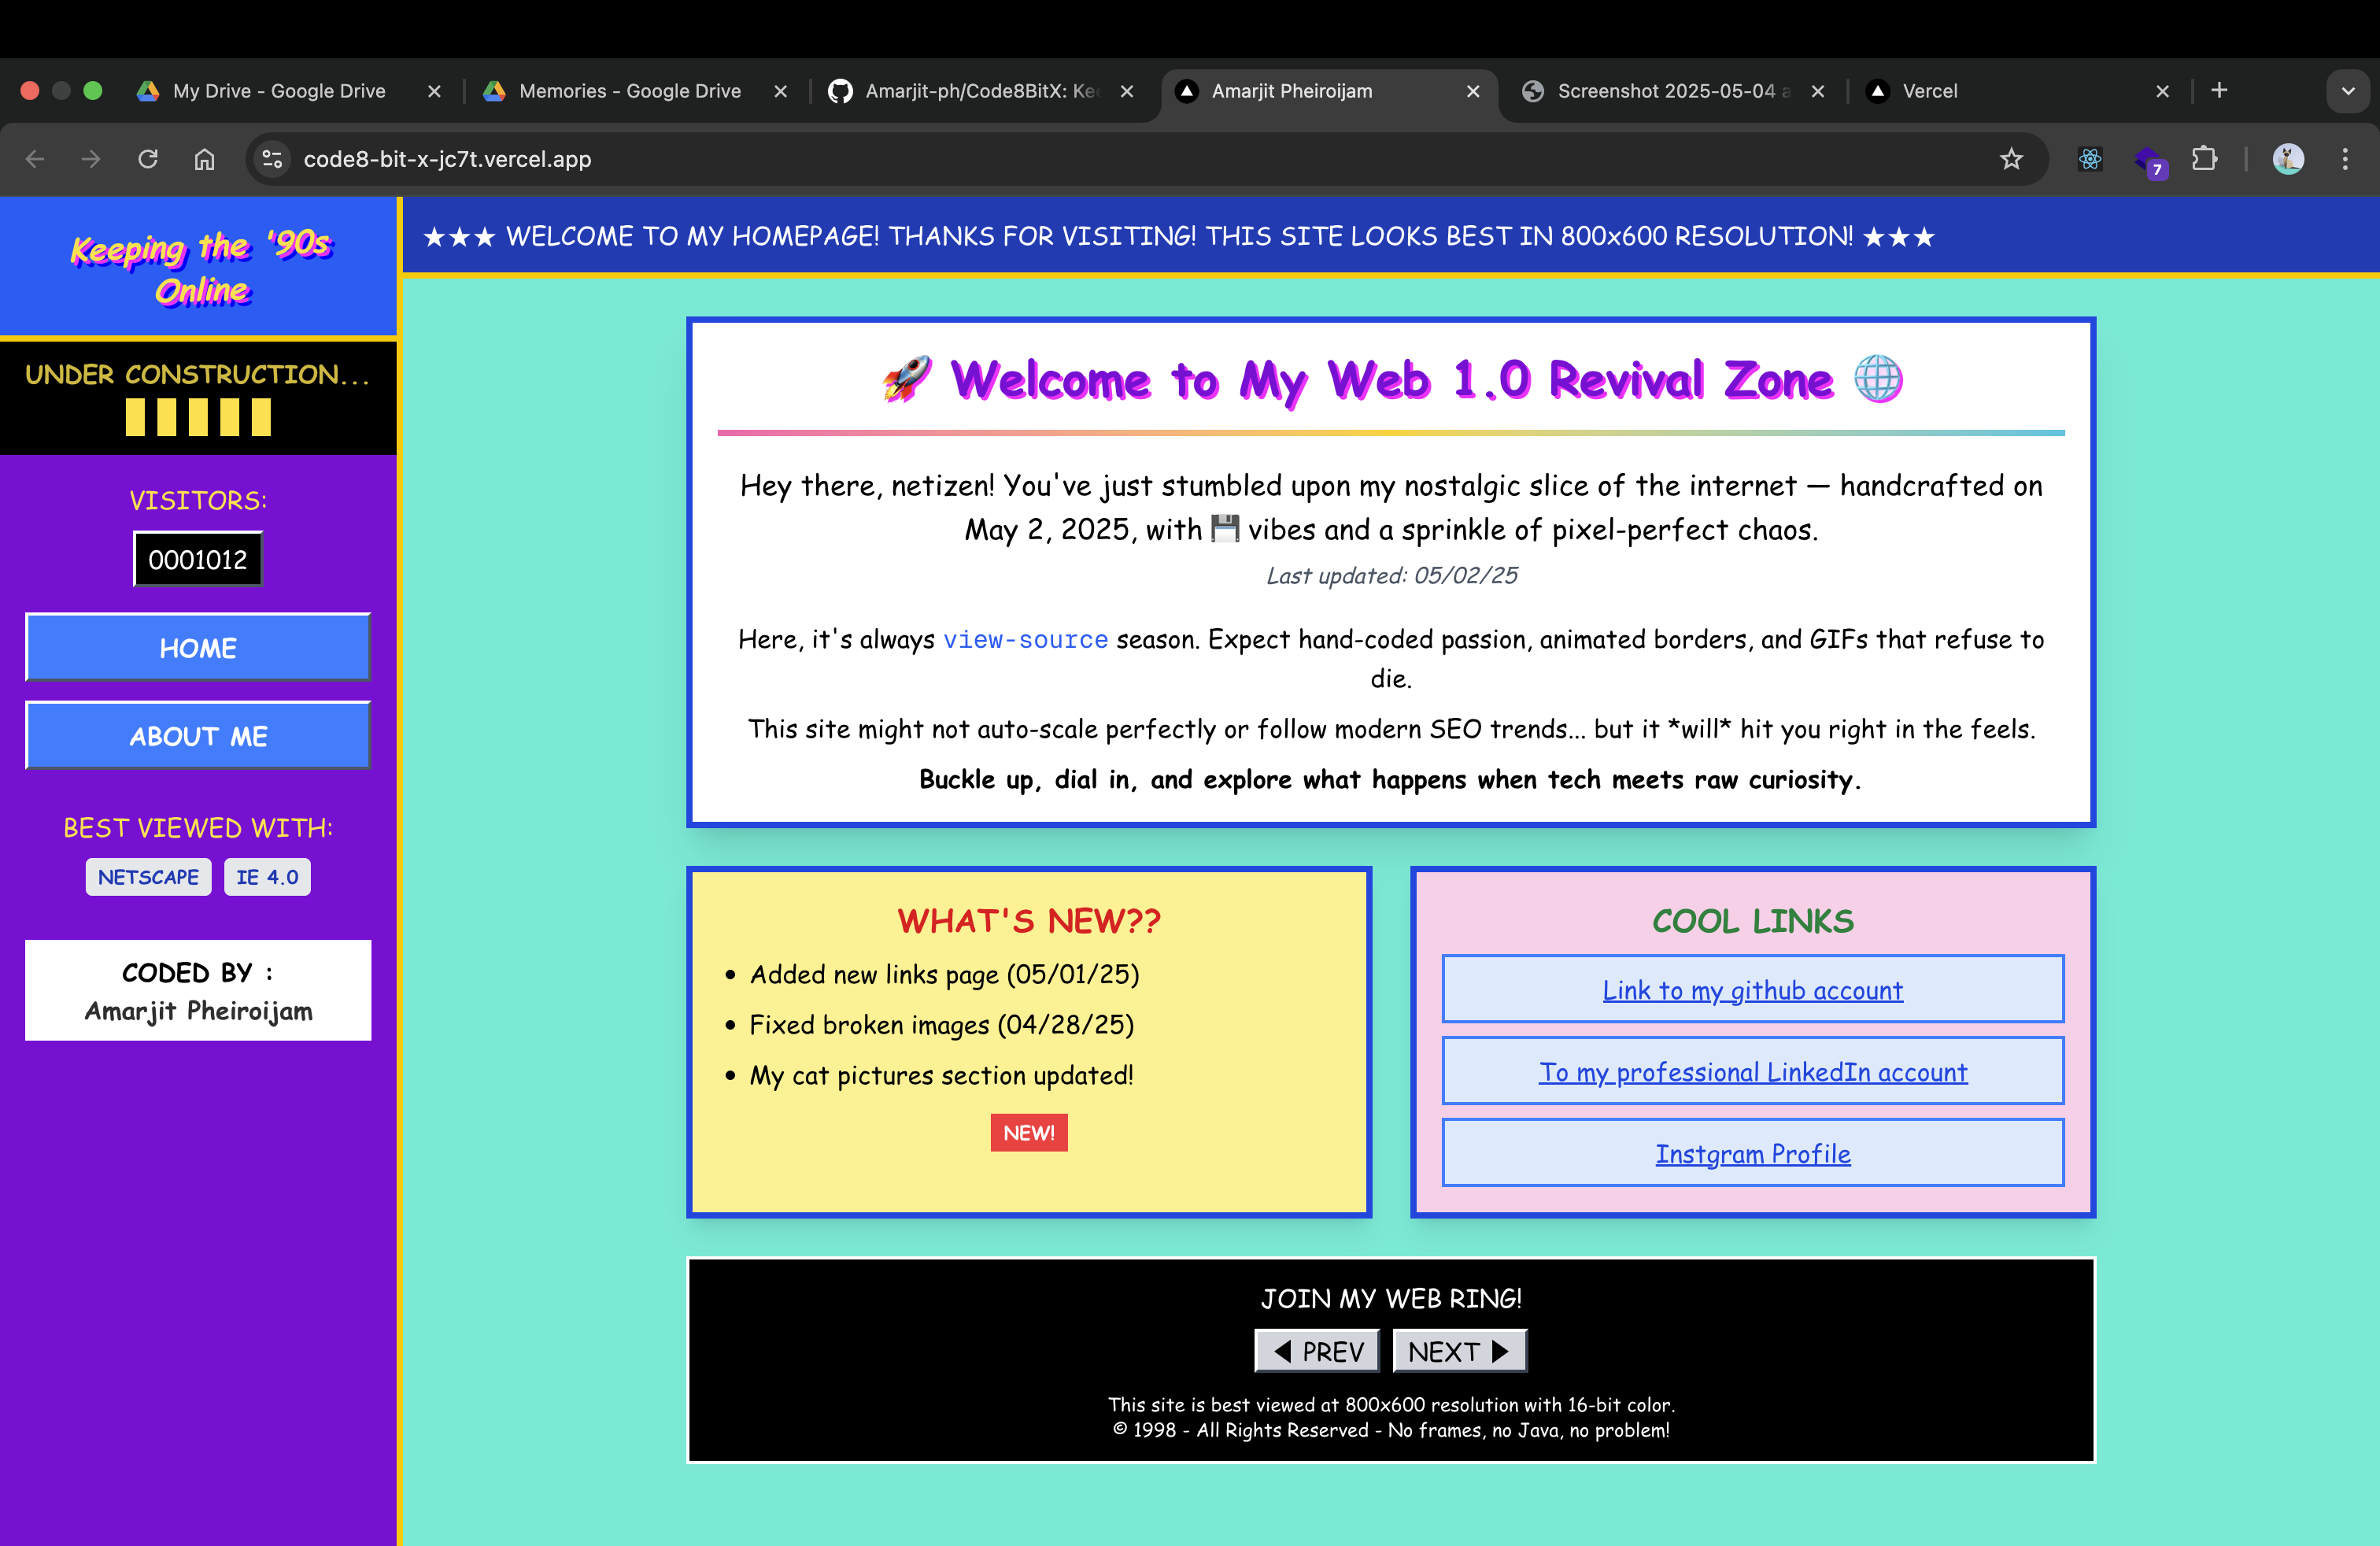 My Drive - Google Drive
Memories - Google Drive
Amarjit-ph/Code8BitX: Kee
Amarjit Pheiroijam
Screenshot 2025-05-04 a
Vercel
code8-bit-x-jc7t.vercel.app
7
Keeping the '90s
Online
UNDER CONSTRUCTION...
VISITORS:
0001012
HOME
ABOUT ME
BEST VIEWED WITH:
NETSCAPE IE 4.0
CODED BY :
Amarjit Pheiroijam
★★★ WELCOME TO MY HOMEPAGE! THANKS FOR VISITING! THIS SITE LOOKS BEST IN 800x600 RESOLUTION! ★★★
🚀 Welcome to My Web 1.0 Revival Zone 🌐
Hey there, netizen! You've just stumbled upon my nostalgic slice of the internet — handcrafted on
May 2, 2025, with 💾 vibes and a sprinkle of pixel-perfect chaos.
Last updated: 05/02/25
Here, it's always view-source season. Expect hand-coded passion, animated borders, and GIFs that refuse to
die.
This site might not auto-scale perfectly or follow modern SEO trends... but it *will* hit you right in the feels.
Buckle up, dial in, and explore what happens when tech meets raw curiosity.
WHAT'S NEW??
• Added new links page (05/01/25)
• Fixed broken images (04/28/25)
• My cat pictures section updated!
NEW!
COOL LINKS
Link to my github account
To my professional LinkedIn account
Instgram Profile
JOIN MY WEB RING!
◀ PREV NEXT ▶
This site is best viewed at 800x600 resolution with 16-bit color.
© 1998 - All Rights Reserved - No frames, no Java, no problem!